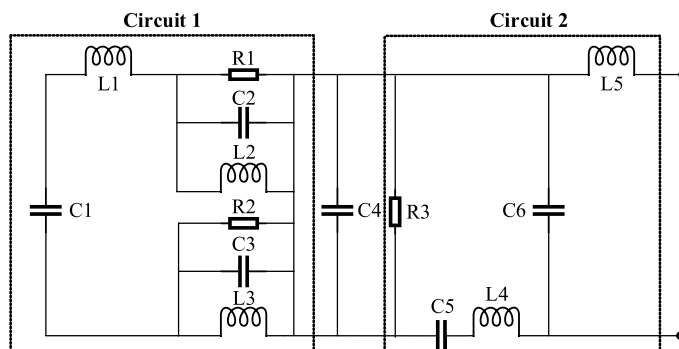 Circuit 1 Circuit 2
R1
L1 L5
C2
L2
R2
C1 C4 R3 C6
C3
L3 C5 L4